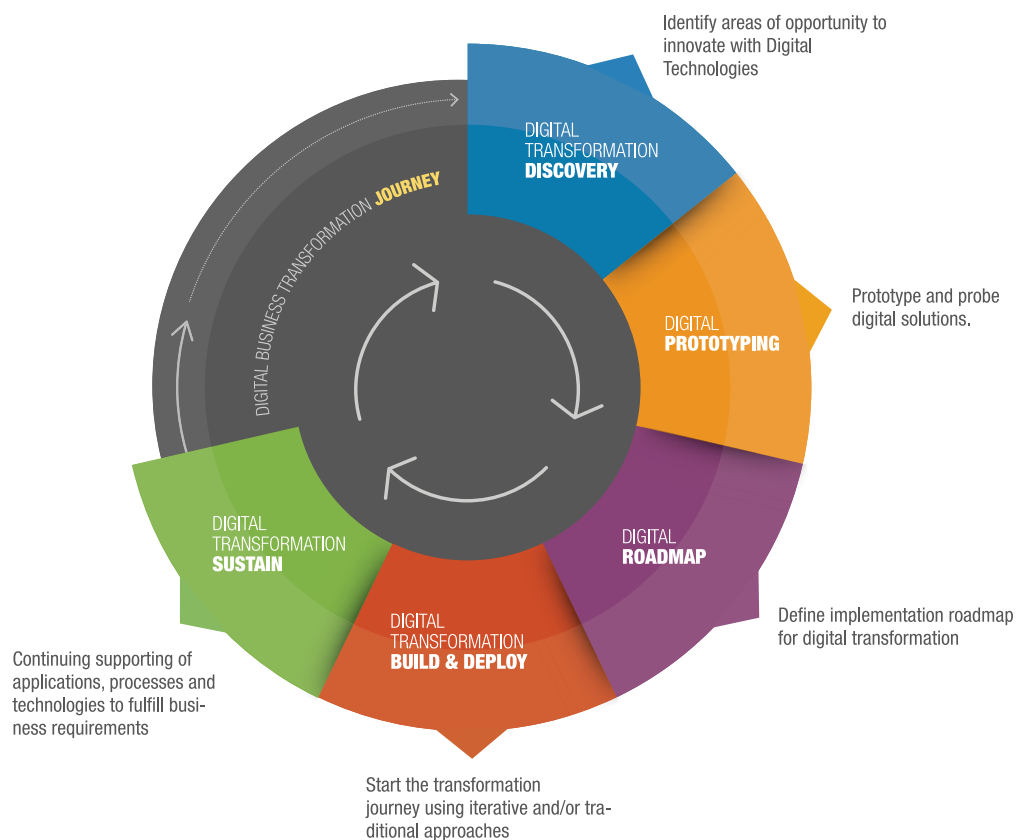 Identify areas of opportunity to
innovate with Digital
Technologies
DIGITAL
TRANSFORMATION
DISCOVERY
DIGITAL BUSINESS TRANSFORMATION JOURNEY
Prototype and probe
digital solutions.
DIGITAL
PROTOTYPING
DIGITAL
ROADMAP
Define implementation roadmap
for digital transformation
DIGITAL
TRANSFORMATION
BUILD & DEPLOY
Start the transformation
journey using iterative and/or tra-
ditional approaches
DIGITAL
TRANSFORMATION
SUSTAIN
Continuing supporting of
applications, processes and
technologies to fulfill busi-
ness requirements